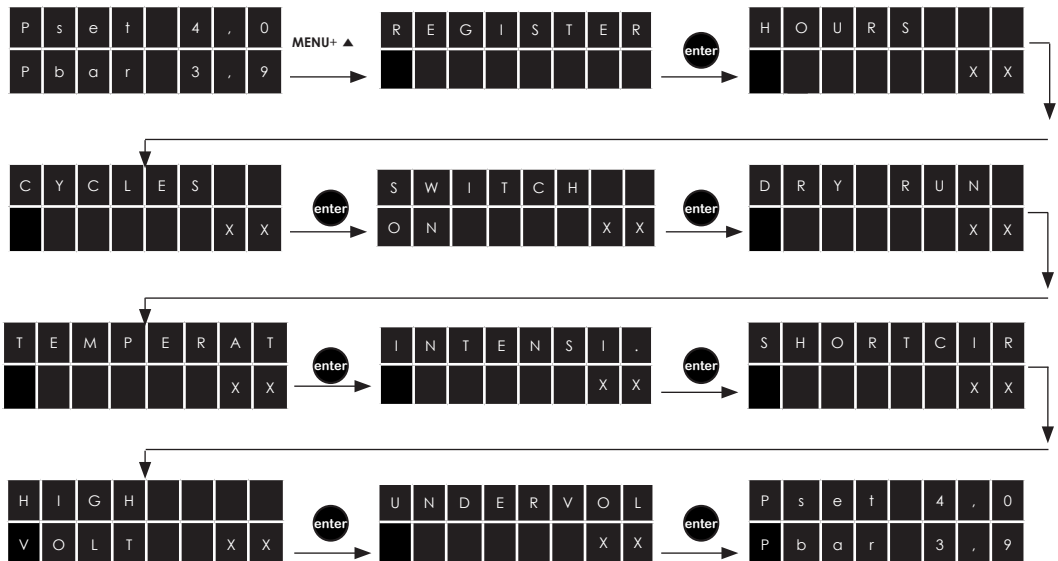 Pset 4,0
Pbar 3,9
MENU+ ▲
REGISTER
enter
HOURS
XX
CYCLES
XX
enter
SWITCH
ON XX
enter
DRY RUN
XX
TEMPERAT
XX
enter
INTENSI.
XX
enter
SHORTCIR
XX
HIGH
VOLT XX
enter
UNDERVOL
XX
enter
Pset 4,0
Pbar 3,9